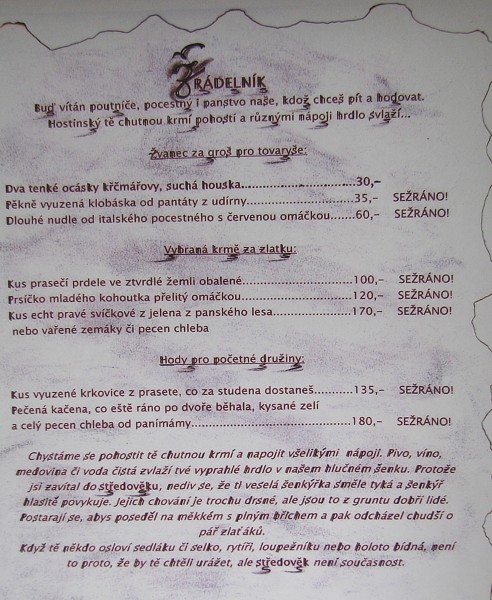 ŽRÁDELNÍK
Buď vítán poutníče, pocestný i panstvo naše, kdož chceš pít a hodovat.
Hostinský tě chutnou krmí pohostí a různými nápoji hrdlo svlaží...
Žvanec za groš pro tovaryše:
Dva tenké ocásky křčmářovy, suchá houska......................30,-
Pěkně vyuzená klobáska od pantáty z udírny....................35,- SEŽRÁNO!
Dlouhé nudle od italského pocestného s červenou omáčkou......60,- SEŽRÁNO!
Vybraná krmě za zlatku:
Kus prasečí prdele ve ztvrdlé žemli obalené......................100,- SEŽRÁNO!
Prsíčko mladého kohoutka přelitý omáčkou......................120,- SEŽRÁNO!
Kus echt pravé svíčkové z jelena z panského lesa................170,- SEŽRÁNO!
nebo vařené zemáky či pecen chleba
Hody pro početné družiny:
Kus vyuzené krkovice z prasete, co za studena dostaneš..........135,- SEŽRÁNO!
Pečená kačena, co eště ráno po dvoře běhala, kysané zelí
a celý pecen chleba od panímámy................................180,- SEŽRÁNO!
Chystáme se pohostit tě chutnou krmí a napojit všelikými nápoji. Pivo, víno,
medovina či voda čistá zvlaží tvé vyprahlé hrdlo v našem hlučném šenku. Protože
jsi zavítal do středověku, nediv se, že ti veselá šenkýřka směle tyká a šenkýř
hlasitě povykuje. Jejich chování je trochu drsné, ale jsou to z gruntu dobří lidé.
Postarají se, abys poseděl na měkkém s plným břichem a pak odcházel chudší o
pář zlaťáků.
Když tě někdo osloví sedláku či selko, rytíři, loupežníku nebo holoto bídná, není
to proto, že by tě chtěli urážet, ale středověk není současnost.